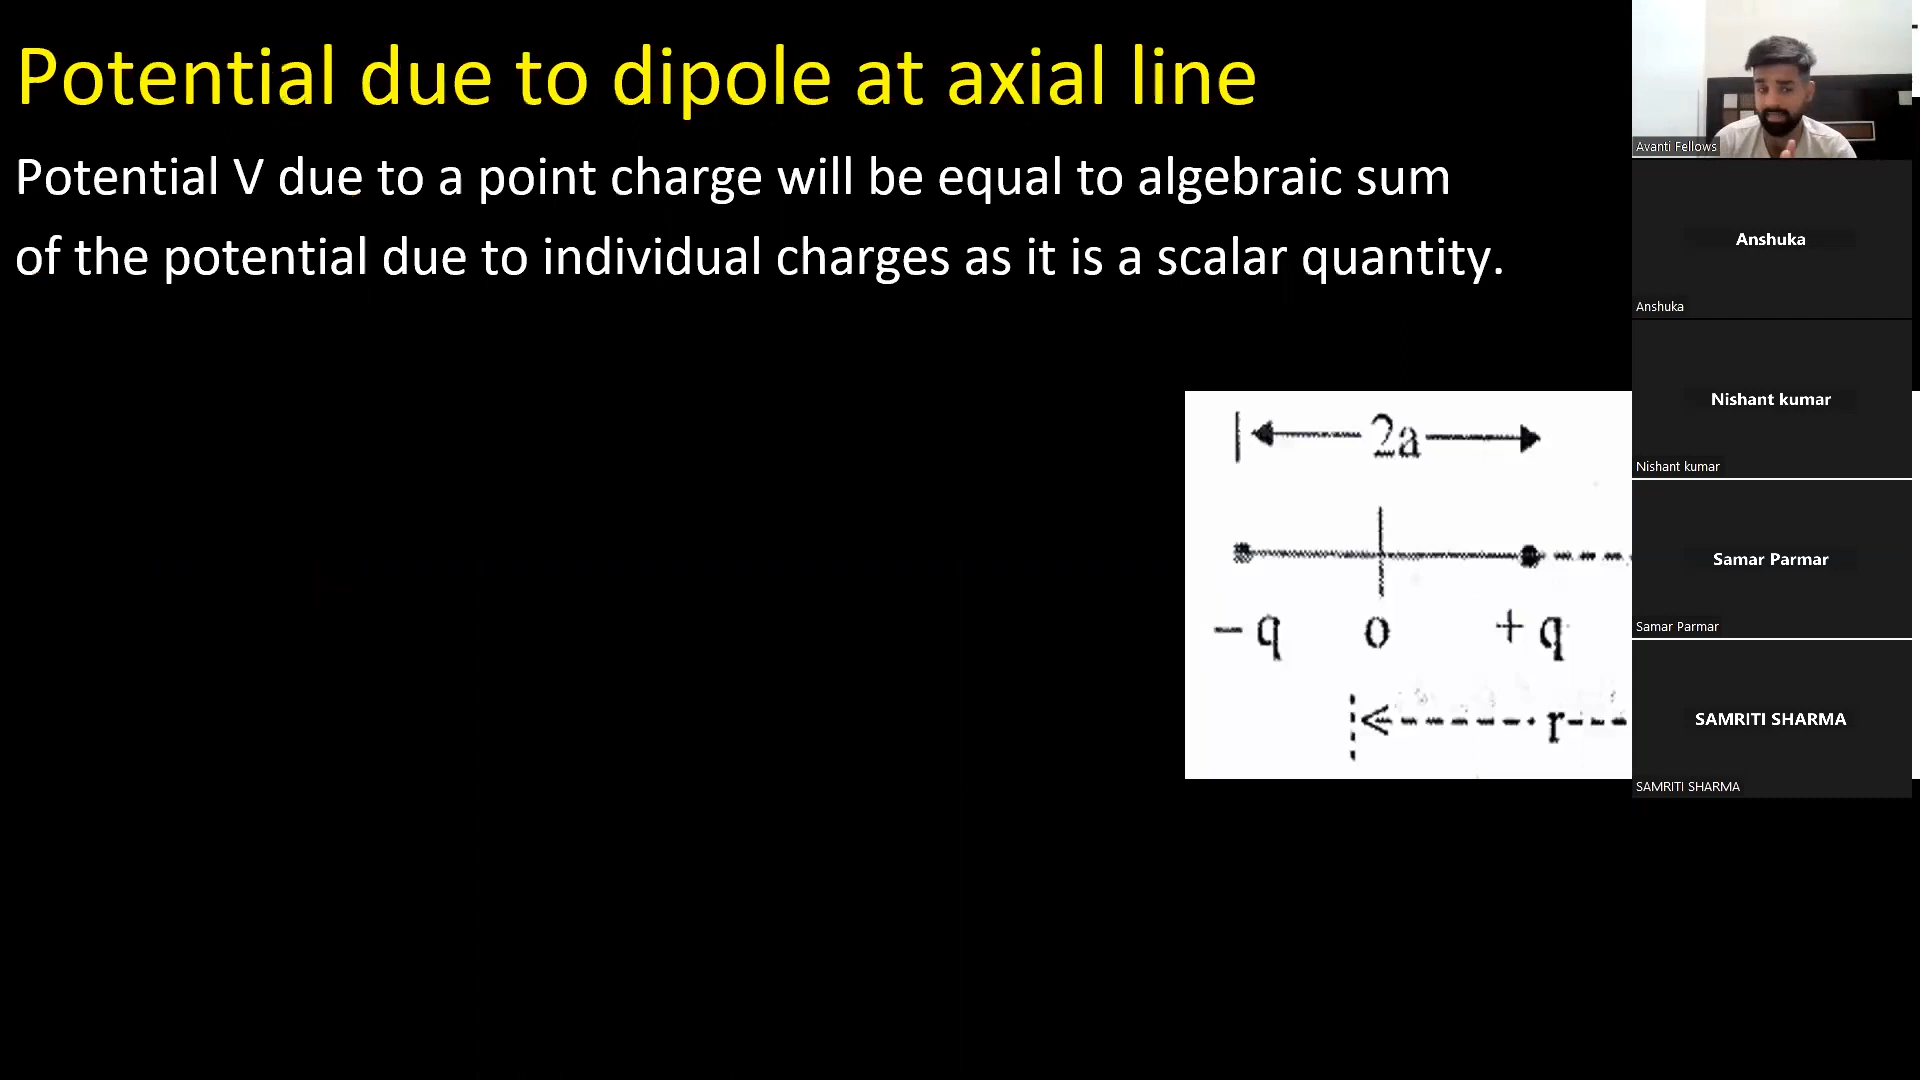 Potential due to dipole at axial line
Potential V due to a point charge will be equal to algebraic sum
of the potential due to individual charges as it is a scalar quantity.
2a
– q o + q
r
Avanti Fellows
Anshuka
Anshuka
Nishant kumar
Nishant kumar
Samar Parmar
Samar Parmar
SAMRITI SHARMA
SAMRITI SHARMA